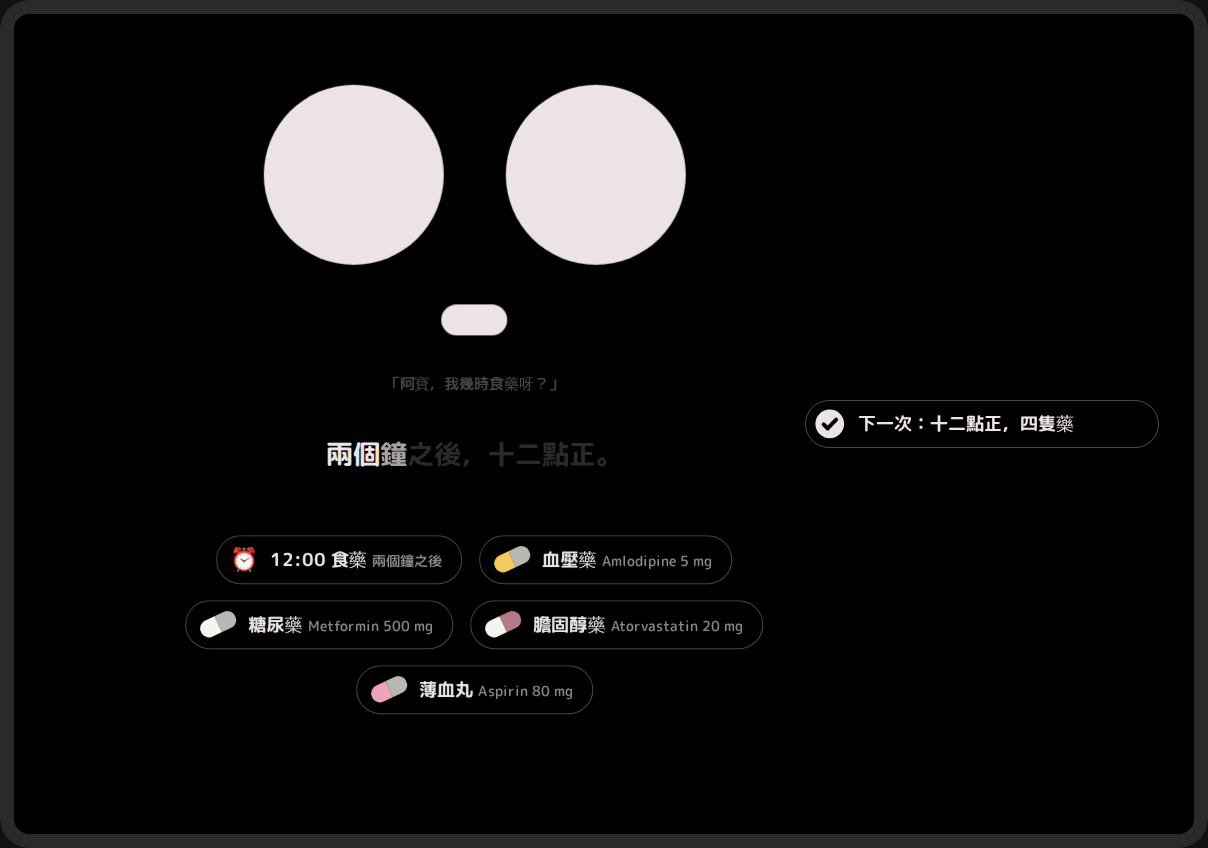 「阿寶，我幾時食藥呀？」
下一次：十二點正，四隻藥
兩個鐘之後，十二點正。
12:00 食藥 兩個鐘之後
血壓藥 Amlodipine 5 mg
糖尿藥 Metformin 500 mg
膽固醇藥 Atorvastatin 20 mg
薄血丸 Aspirin 80 mg